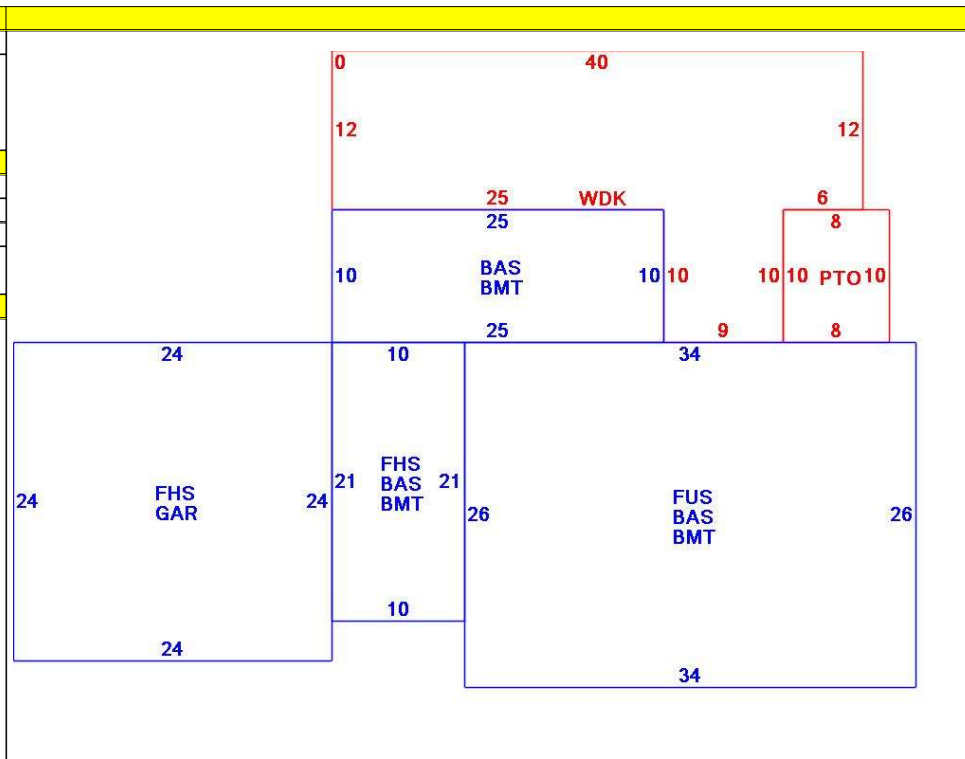 0 40
12 12
25 WDK 6
25 8
BAS
BMT
10 10 10 10 10 PTO 10
25 9 8
24 10 34
FHS
GAR
24 24
FHS
BAS
BMT
21 21
FUS
BAS
BMT
26 26
10
24
34